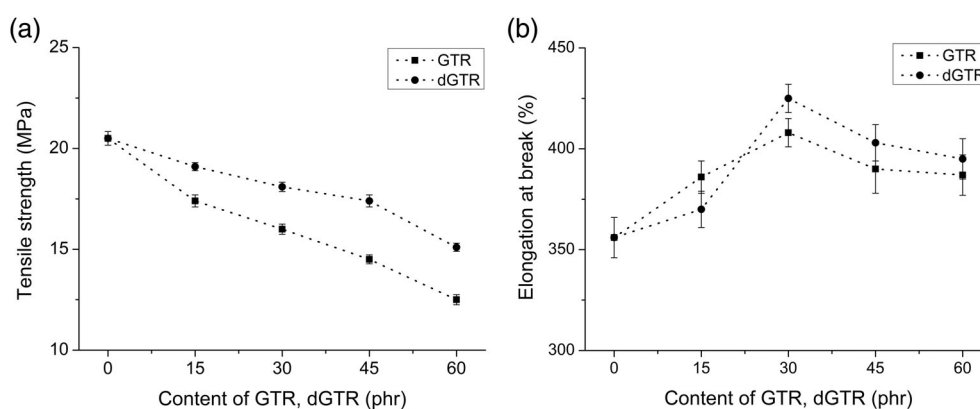 (a)
25
20
15
10
Tensile strength (MPa)
GTR
dGTR
0 15 30 45 60
Content of GTR, dGTR (phr)
(b)
450
400
350
300
Elongation at break (%)
GTR
dGTR
0 15 30 45 60
Content of GTR, dGTR (phr)